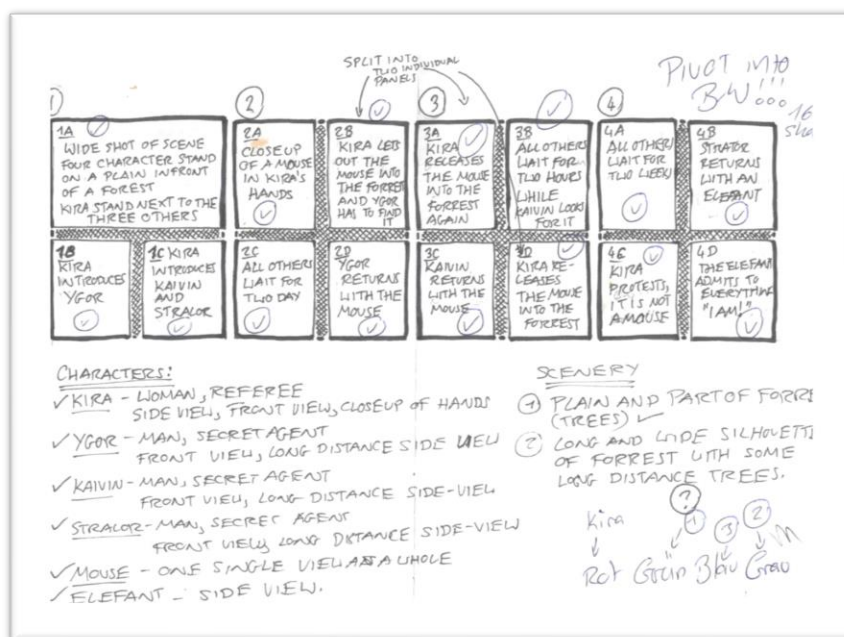 SPLIT INTO
TWO INDIVIDUAL
PANELS
PIVOT INTO
BW!!!...
16
1
2
3
4
1A
WIDE SHOT OF SCENE
FOUR CHARACTER STAND
ON A PLAIN INFRONT
OF A FOREST
KIRA STAND NEXT TO THE
THREE OTHERS
2A
CLOSEUP
OF A MOUSE
IN KIRA'S
HANDS
2B
KIRA LETS
OUT THE
MOUSE INTO
THE FORREST
AND YGOR
HAS TO FIND
IT
3A
KIRA
RELEASES
THE MOUSE
INTO THE
FORREST
AGAIN
3B
ALL OTHERS
WAIT FOR
TWO HOURS
WHILE
KAIVIN LOOKS
FOR IT
4A
ALL OTHERS
WAIT FOR
TWO WEEKS
4B
STRALOR
RETURNS
WITH AN
ELEFANT
1B
KIRA
INTRODUCES
YGOR
1C KIRA
INTRODUCES
KAIVIN
AND
STRALOR
2C
ALL OTHERS
WAIT FOR
TWO DAY
2D
YGOR
RETURNS
WITH THE
MOUSE
3C
KAIVIN
RETURNS
WITH THE
MOUSE
3D
KIRA RE-
LEASES
THE MOUSE
INTO THE
FORREST
4C
KIRA
PROTESTS,
IT IS NOT
A MOUSE
4D
THE ELEFANT
ADMITS TO
EVERYTHING
"I AM!"
CHARACTERS:
KIRA - WOMAN, REFEREE
SIDE VIEW, FRONT VIEW, CLOSEUP OF HANDS
YGOR - MAN, SECRET AGENT
FRONT VIEW, LONG DISTANCE SIDE VIEW
KAIVIN - MAN, SECRET AGENT
FRONT VIEW, LONG DISTANCE SIDE-VIEW
STRALOR - MAN, SECRET AGENT
FRONT VIEW, LONG DISTANCE SIDE-VIEW
MOUSE - ONE SINGLE VIEW AS A WHOLE
ELEFANT - SIDE VIEW.
SCENERY
1 PLAIN AND PART OF FORRE
(TREES)
2 LONG AND WIDE SILHOUETT
OF FORREST WITH SOME
LONG DISTANCE TREES.
?
Kira 1 3 2
Rot Grün Blau Grau